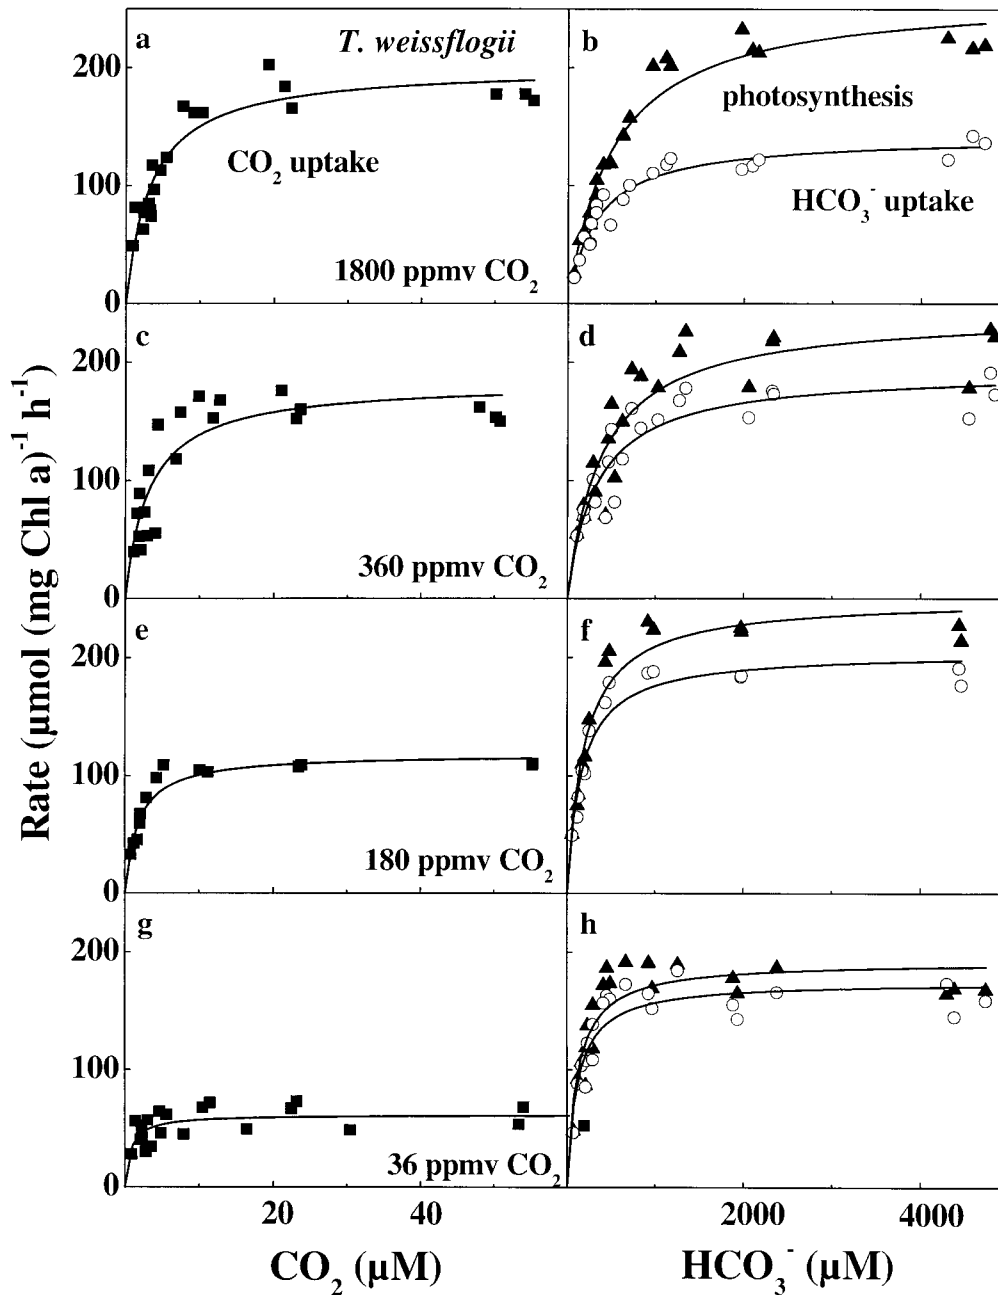 a
T. weissflogii
b
200
photosynthesis
CO₂ uptake
100
HCO₃⁻ uptake
1800 ppmv CO₂
0
c
d
200
100
360 ppmv CO₂
0
e
f
200
100
180 ppmv CO₂
0
g
h
200
100
36 ppmv CO₂
0
20
40
2000
4000
CO₂ (µM)
HCO₃⁻ (µM)
Rate (µmol (mg Chl a)⁻¹ h⁻¹)